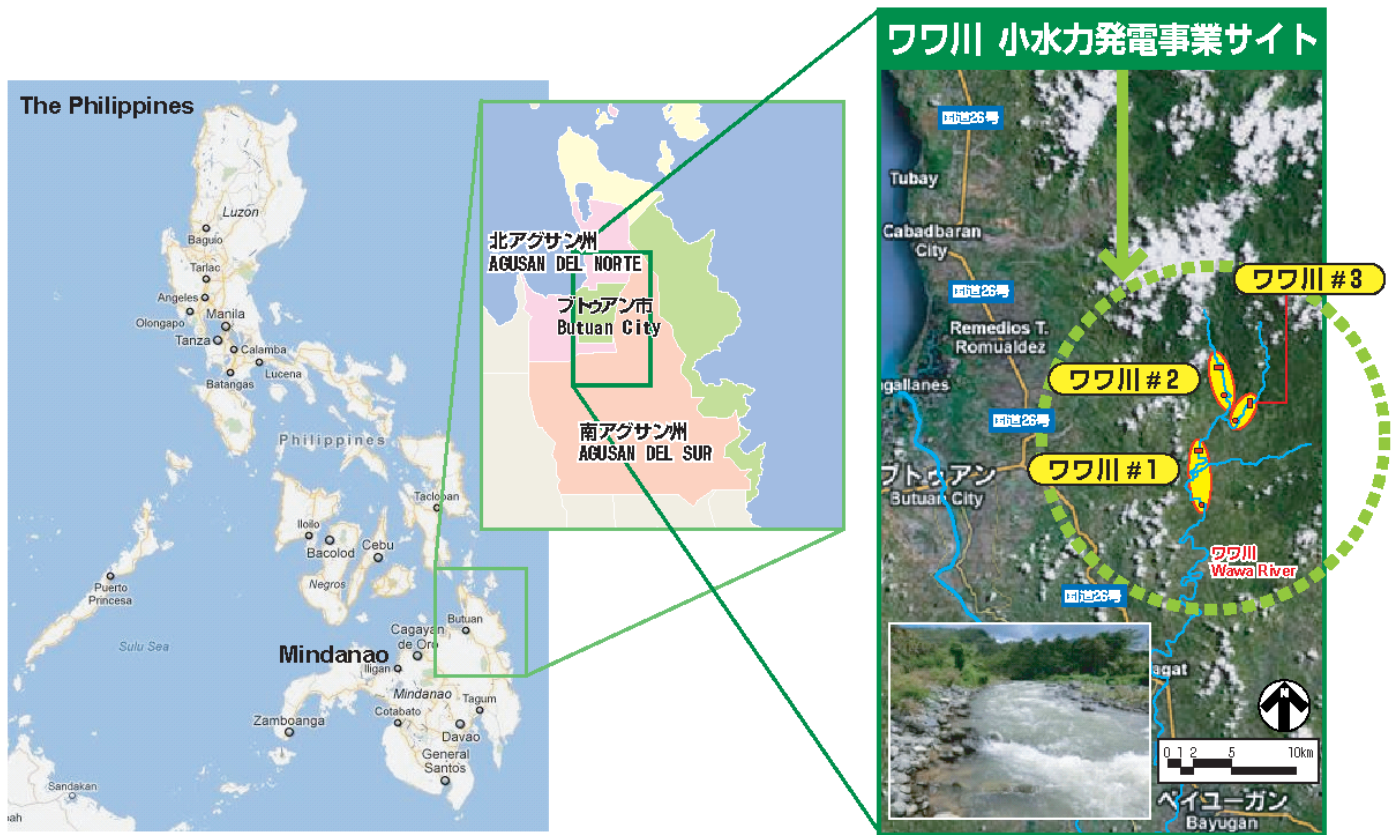 The Philippines
Luzon
Baguio
Tarlac
Angeles
Olongapo
Manila
Tanza
Calamba
Lucena
Batangas
Philippines
Tacloban
Iloilo
Bacolod
Cebu
Negros
Puerto
Princesa
Sulu Sea
Butuan
Cagayan
de Oro
Mindanao
Iligan
Mindanao
Tagum
Cotabato
Zamboanga
Davao
General
Santos
Sandakan
bah
北アグサン州
AGUSAN DEL NORTE
ブトゥアン市
Butuan City
南アグサン州
AGUSAN DEL SUR
ワワ川 小水力発電事業サイト
国道26号
Tubay
Cabadbaran
City
ワワ川 #3
国道26号
Remedios T.
Romualdez
ワワ川 #2
gallanes
国道26号
ワワ川 #1
ブトゥアン
Butuan City
ワワ川
Wawa River
国道26号
agat
N
0 1 2 5 10km
ベイユーガン
Bayugan